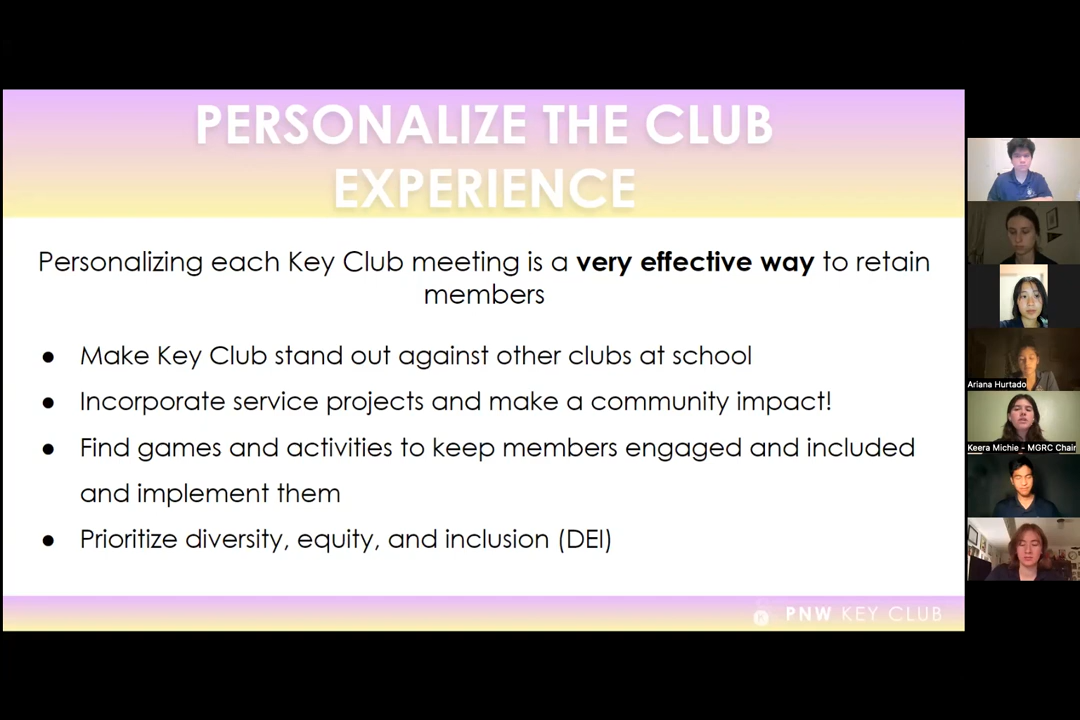 PERSONALIZE THE CLUB
EXPERIENCE
Personalizing each Key Club meeting is a very effective way to retain
members
● Make Key Club stand out against other clubs at school
● Incorporate service projects and make a community impact!
● Find games and activities to keep members engaged and included
and implement them
● Prioritize diversity, equity, and inclusion (DEI)
PNW KEY CLUB
Ariana Hurtado
Keera Michie - MGRC Chair